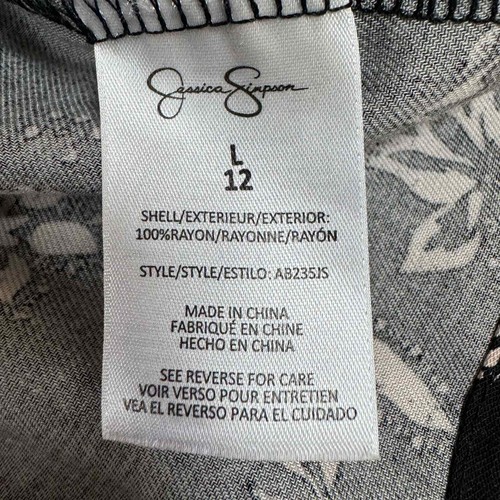 Jessica Simpson
L
12
SHELL/EXTERIEUR/EXTERIOR:
100%RAYON/RAYONNE/RAYÓN
STYLE/STYLE/ESTILO: AB235JS
MADE IN CHINA
FABRIQUÉ EN CHINE
HECHO EN CHINA
SEE REVERSE FOR CARE
VOIR VERSO POUR ENTRETIEN
VEA EL REVERSO PARA EL CUIDADO